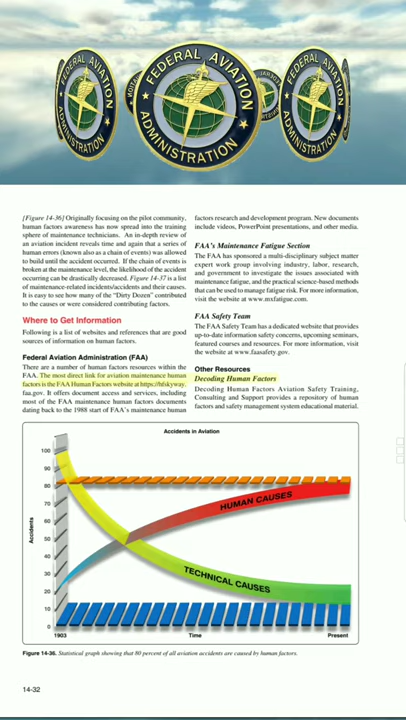 FEDERAL AVIATION
ADMINISTRATION
FEDERAL AVIATION
ADMINISTRATION
FEDERAL AVIATION
ADMINISTRATION
[Figure 14-36] Originally focusing on the pilot community,
human factors awareness has now spread into the training
sphere of maintenance technicians. An in-depth review of
an aviation incident reveals time and again that a series of
human errors (known also as a chain of events) was allowed
to build until the accident occurred. If the chain of events is
broken at the maintenance level, the likelihood of the accident
occurring can be drastically decreased. Figure 14-37 is a list
of maintenance-related incidents/accidents and their causes.
It is easy to see how many of the “Dirty Dozen” contributed
to the causes or were considered contributing factors.
Where to Get Information
Following is a list of websites and references that are good
sources of information on human factors.
Federal Aviation Administration (FAA)
There are a number of human factors resources within the
FAA. The most direct link for aviation maintenance human
factors is the FAA Human Factors website at https://hfskyway.
faa.gov. It offers document access and services, including
most of the FAA maintenance human factors documents
dating back to the 1988 start of FAA’s maintenance human
factors research and development program. New documents
include videos, PowerPoint presentations, and other media.
FAA’s Maintenance Fatigue Section
The FAA has sponsored a multi-disciplinary subject matter
expert work group involving industry, labor, research,
and government to investigate the issues associated with
maintenance fatigue, and the practical science-based methods
that can be used to manage fatigue risk. For more information,
visit the website at www.mxfatigue.com.
FAA Safety Team
The FAA Safety Team has a dedicated website that provides
up-to-date information safety concerns, upcoming seminars,
featured courses and resources. For more information, visit
the website at www.faasafety.gov.
Other Resources
Decoding Human Factors
Decoding Human Factors Aviation Safety Training,
Consulting and Support provides a repository of human
factors and safety management system educational material.
Accidents in Aviation
100
90
80
70
60
50
40
30
20
10
0
Accidents
HUMAN CAUSES
TECHNICAL CAUSES
1903
Time
Present
Figure 14-36. Statistical graph showing that 80 percent of all aviation accidents are caused by human factors.
14-32